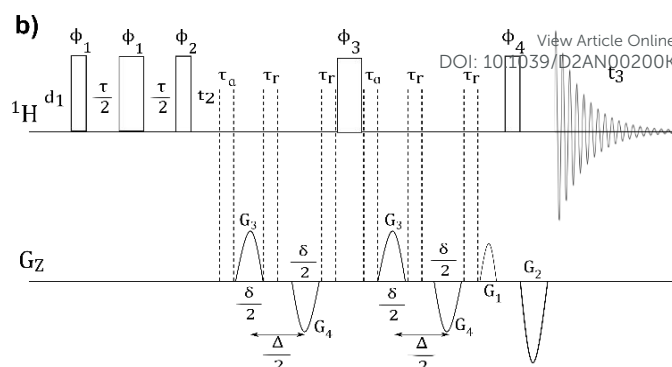 b)
ϕ1 ϕ1 ϕ2 ϕ3 ϕ4
View Article Online
DOI: 10.1039/D2AN00200K
¹H d1 τ/2 τ/2 t2 τa τr τr τa τr τr t3
G3 δ/2 G3 δ/2 G2
GZ
δ/2 G4 δ/2 G4 G1
Δ/2 Δ/2